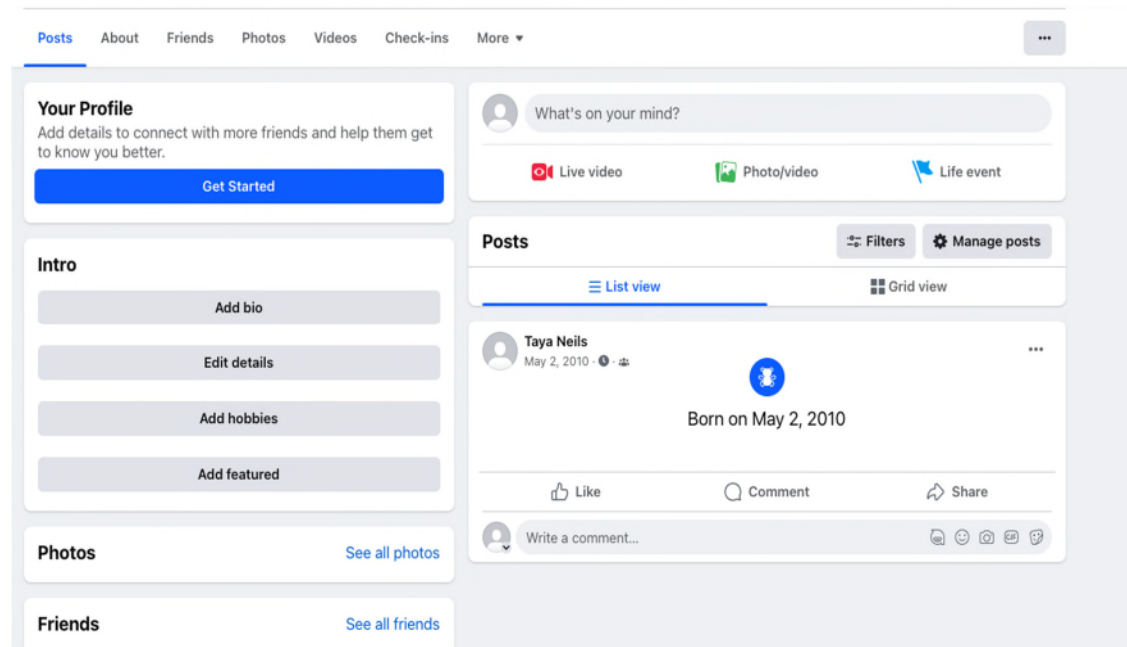 Posts About Friends Photos Videos Check-ins More
Your Profile
Add details to connect with more friends and help them get
to know you better.
Get Started
Intro
Add bio
Edit details
Add hobbies
Add featured
Photos See all photos
Friends See all friends
What's on your mind?
Live video Photo/video Life event
Posts Filters Manage posts
List view Grid view
Taya Neils
May 2, 2010
Born on May 2, 2010
Like Comment Share
Write a comment...
GIF